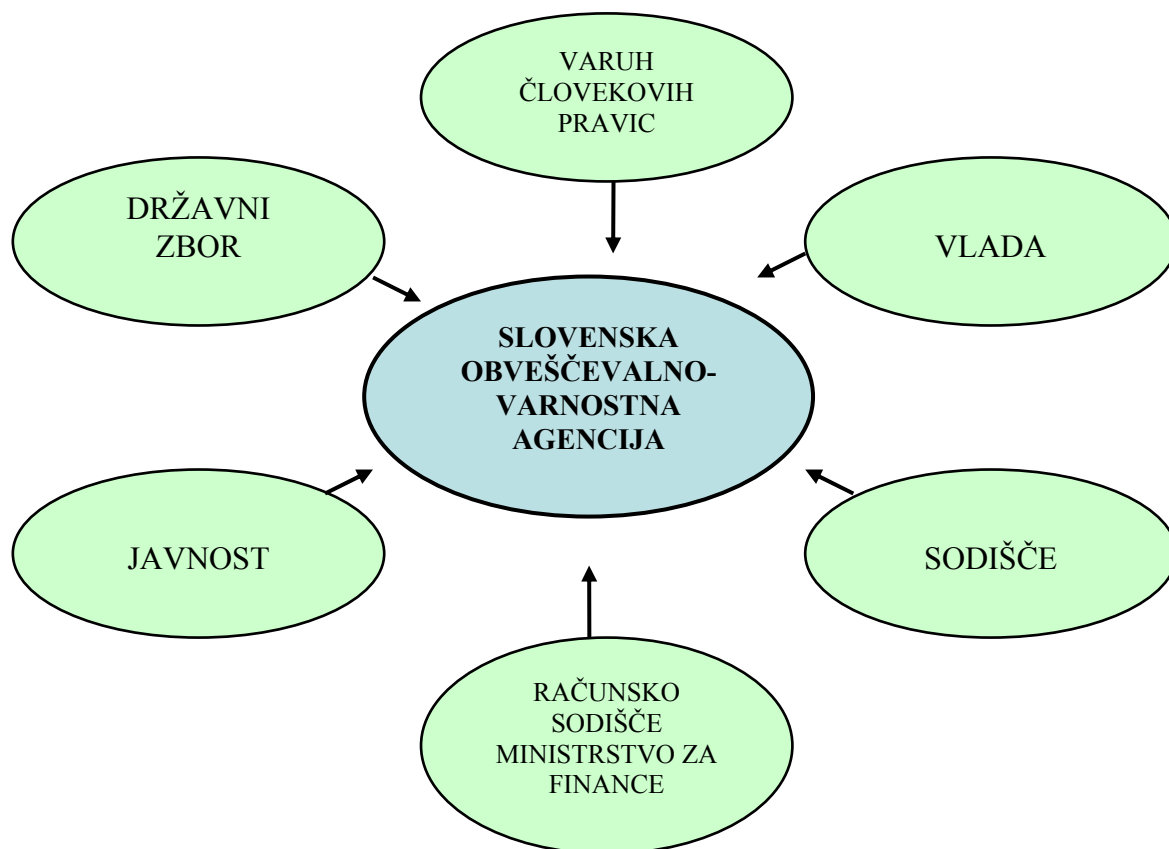 VARUH
ČLOVEKOVIH
PRAVIC
DRŽAVNI
ZBOR
VLADA
SLOVENSKA
OBVEŠČEVALNO-
VARNOSTNA
AGENCIJA
JAVNOST
SODIŠČE
RAČUNSKO
SODIŠČE
MINISTRSTVO ZA
FINANCE